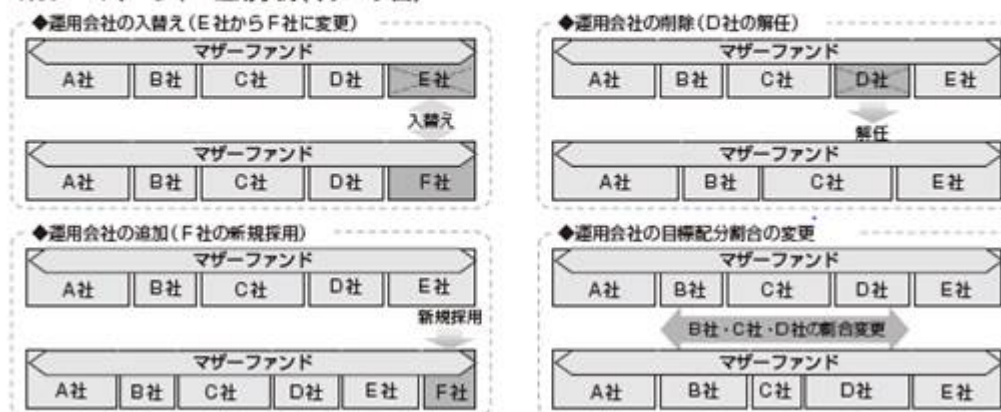 ◆運用会社の入替え(E社からF社に変更)
マザーファンド
A社 B社 C社 D社 E社
入替え
マザーファンド
A社 B社 C社 D社 F社
◆運用会社の削除(D社の解任)
マザーファンド
A社 B社 C社 D社 E社
解任
マザーファンド
A社 B社 C社 E社
◆運用会社の追加(F社の新規採用)
マザーファンド
A社 B社 C社 D社 E社
新規採用
マザーファンド
A社 B社 C社 D社 E社 F社
◆運用会社の目標配分割合の変更
マザーファンド
A社 B社 C社 D社 E社
B社・C社・D社の割合変更
マザーファンド
A社 B社 C社 D社 E社